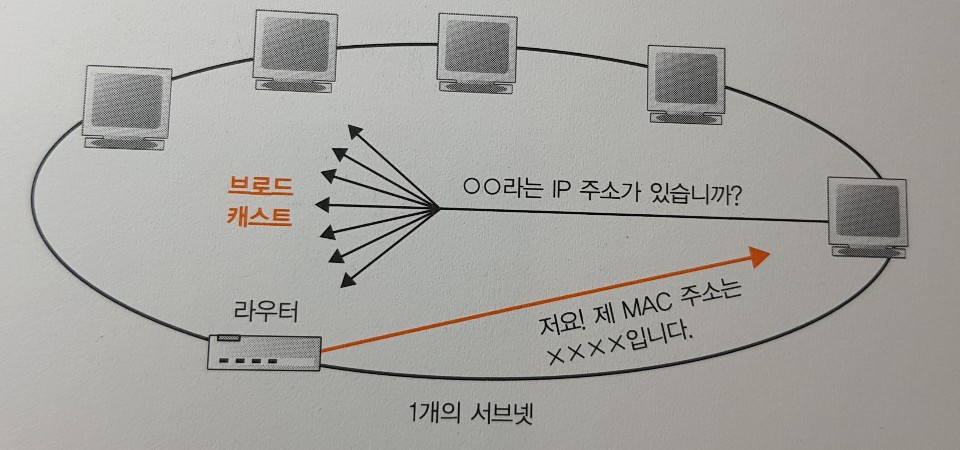 ○○라는 IP 주소가 있습니까?
브로드
캐스트
라우터
저요! 제 MAC 주소는
××××입니다.
1개의 서브넷